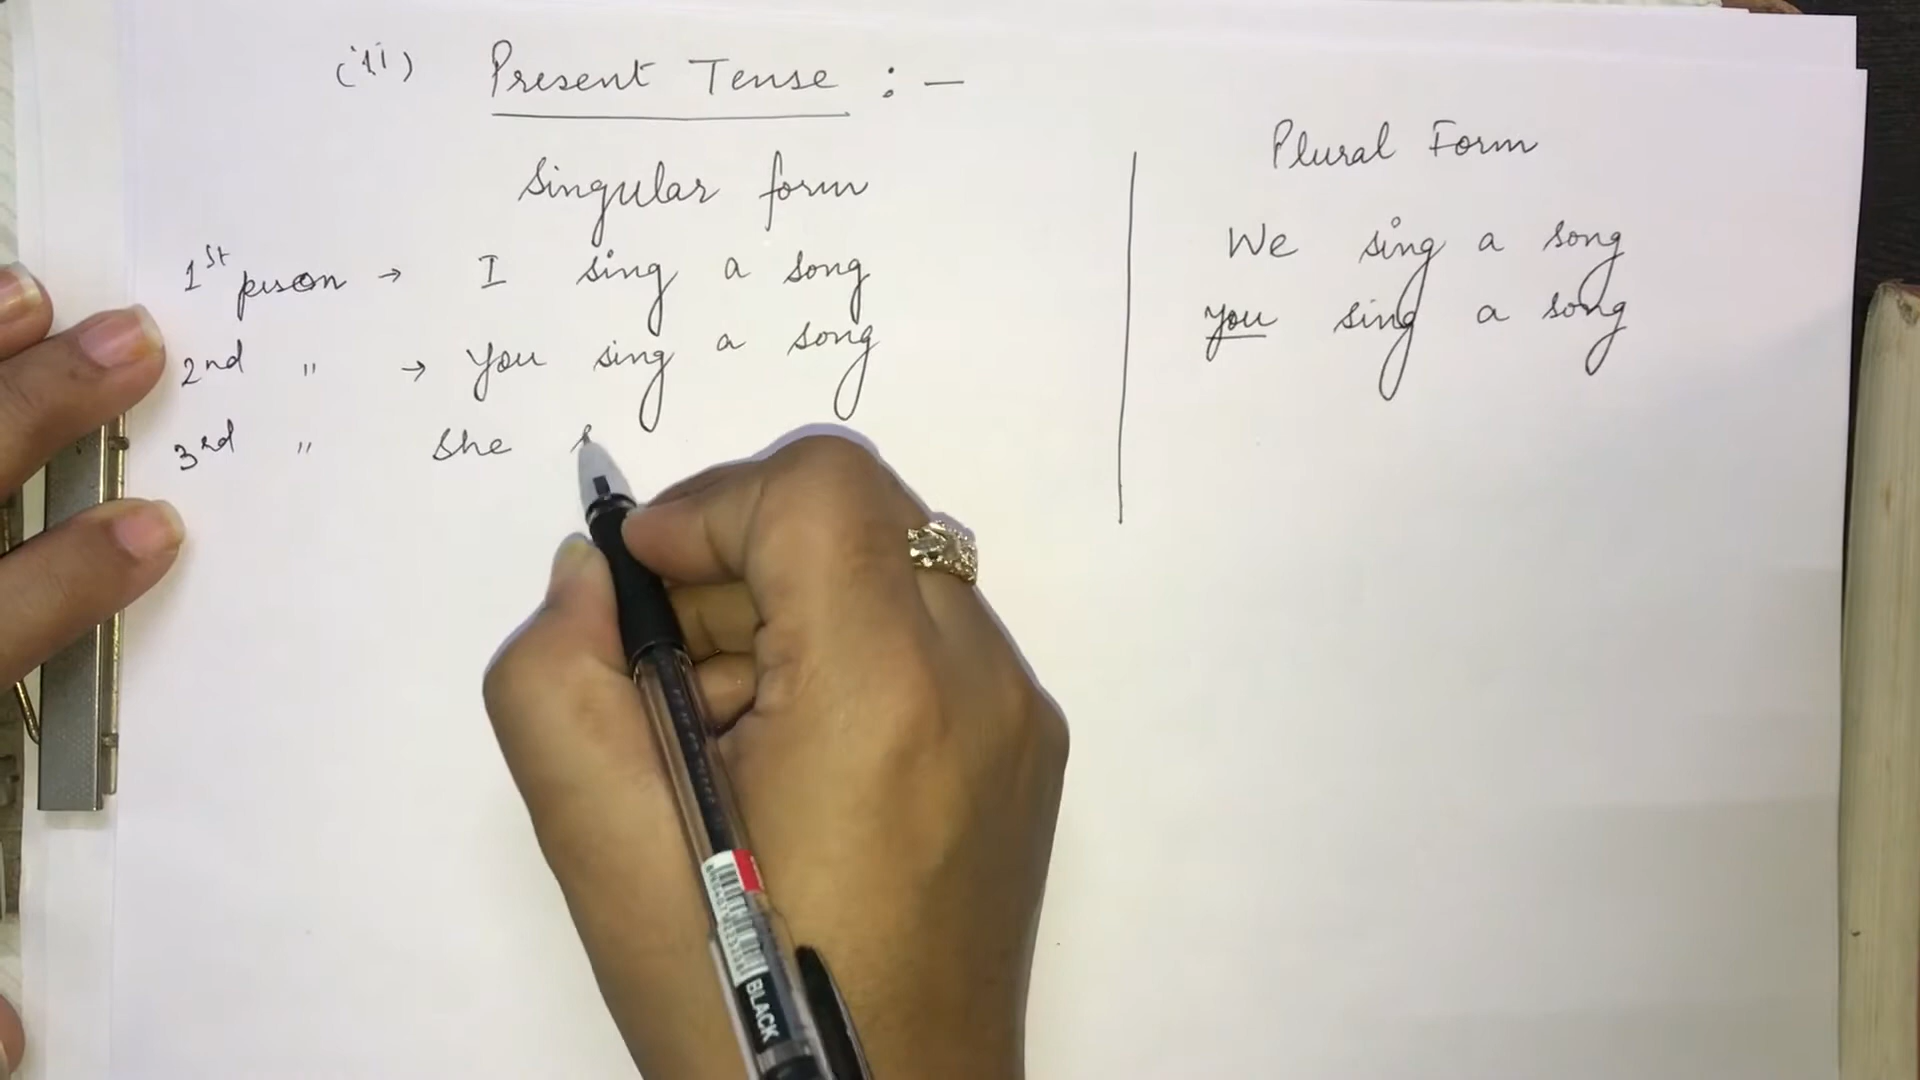 (ii) Present Tense : -
Singular form
1st person → I sing a song
2nd " → You sing a song
3rd " She s
Plural Form
We sing a song
you sing a song
BLACK